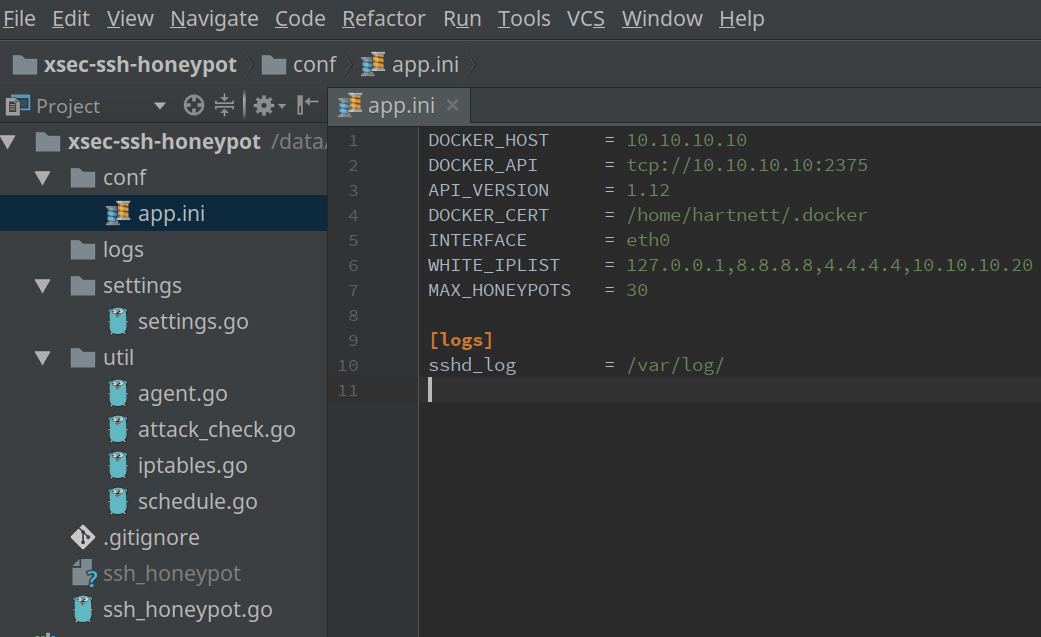 File Edit View Navigate Code Refactor Run Tools VCS Window Help
xsec-ssh-honeypot conf app.ini
Project
app.ini
xsec-ssh-honeypot /data/
conf
app.ini
logs
settings
settings.go
util
agent.go
attack_check.go
iptables.go
schedule.go
.gitignore
ssh_honeypot
ssh_honeypot.go
1 DOCKER_HOST = 10.10.10.10
2 DOCKER_API = tcp://10.10.10.10:2375
3 API_VERSION = 1.12
4 DOCKER_CERT = /home/hartnett/.docker
5 INTERFACE = eth0
6 WHITE_IPLIST = 127.0.0.1,8.8.8.8,4.4.4.4,10.10.10.20
7 MAX_HONEYPOTS = 30
8
9 [logs]
10 sshd_log = /var/log/
11